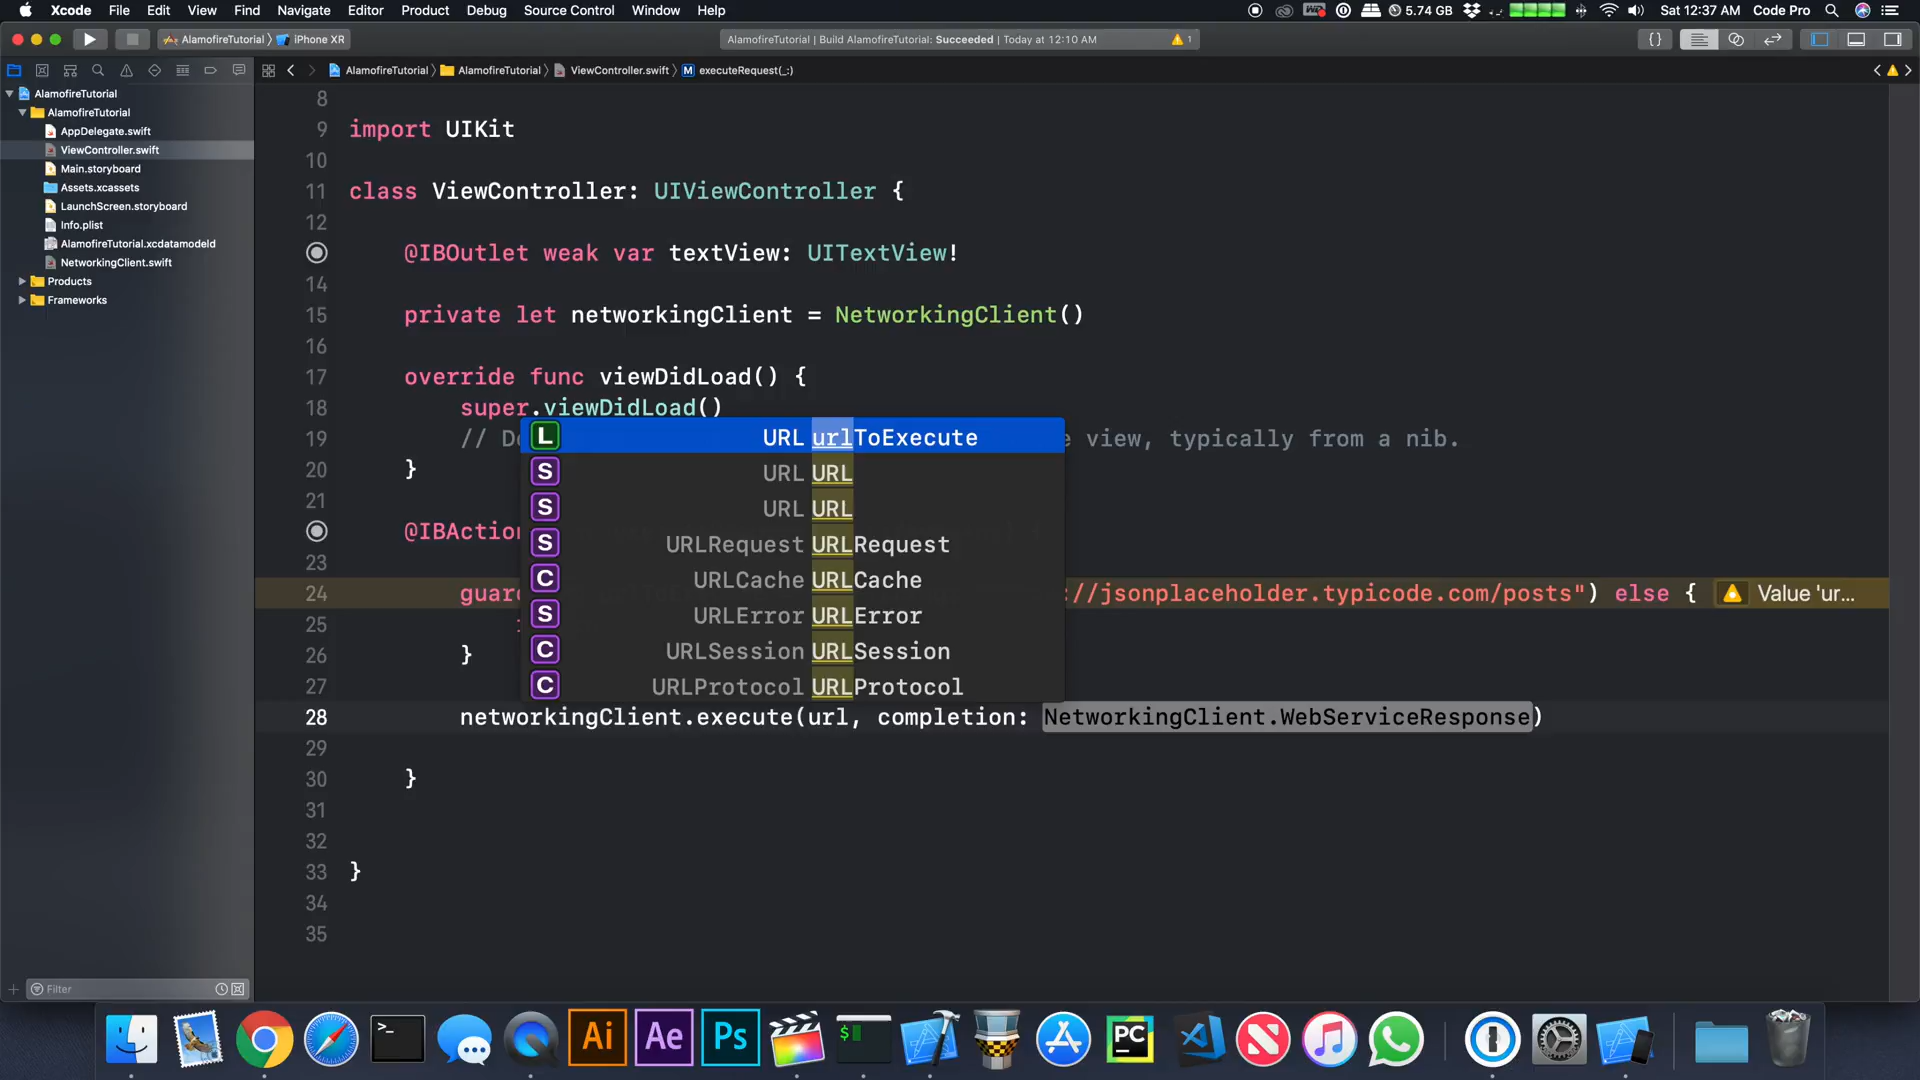 Xcode File Edit View Find Navigate Editor Product Debug Source Control Window Help 5.74 GB Sat 12:37 AM Code Pro
AlamofireTutorial iPhone XR AlamofireTutorial | Build AlamofireTutorial: Succeeded | Today at 12:10 AM 1 {}
AlamofireTutorial AlamofireTutorial ViewController.swift M executeRequest(_:)
AlamofireTutorial
AlamofireTutorial
AppDelegate.swift
ViewController.swift
Main.storyboard
Assets.xcassets
LaunchScreen.storyboard
Info.plist
AlamofireTutorial.xcdatamodeld
NetworkingClient.swift
Products
Frameworks
Filter
8
9 import UIKit
10
11 class ViewController: UIViewController {
12
@IBOutlet weak var textView: UITextView!
14
15 private let networkingClient = NetworkingClient()
16
17 override func viewDidLoad() {
18 super.viewDidLoad()
19 // D e view, typically from a nib.
20 }
21
@IBAction
23
24 guard ://jsonplaceholder.typicode.com/posts") else { Value 'ur...
25
26 }
27
28 networkingClient.execute(url, completion: NetworkingClient.WebServiceResponse)
29
30 }
31
32
33 }
34
35
L URL urlToExecute
S URL URL
S URL URL
S URLRequest URLRequest
C URLCache URLCache
S URLError URLError
C URLSession URLSession
C URLProtocol URLProtocol
Ai Ae Ps PC